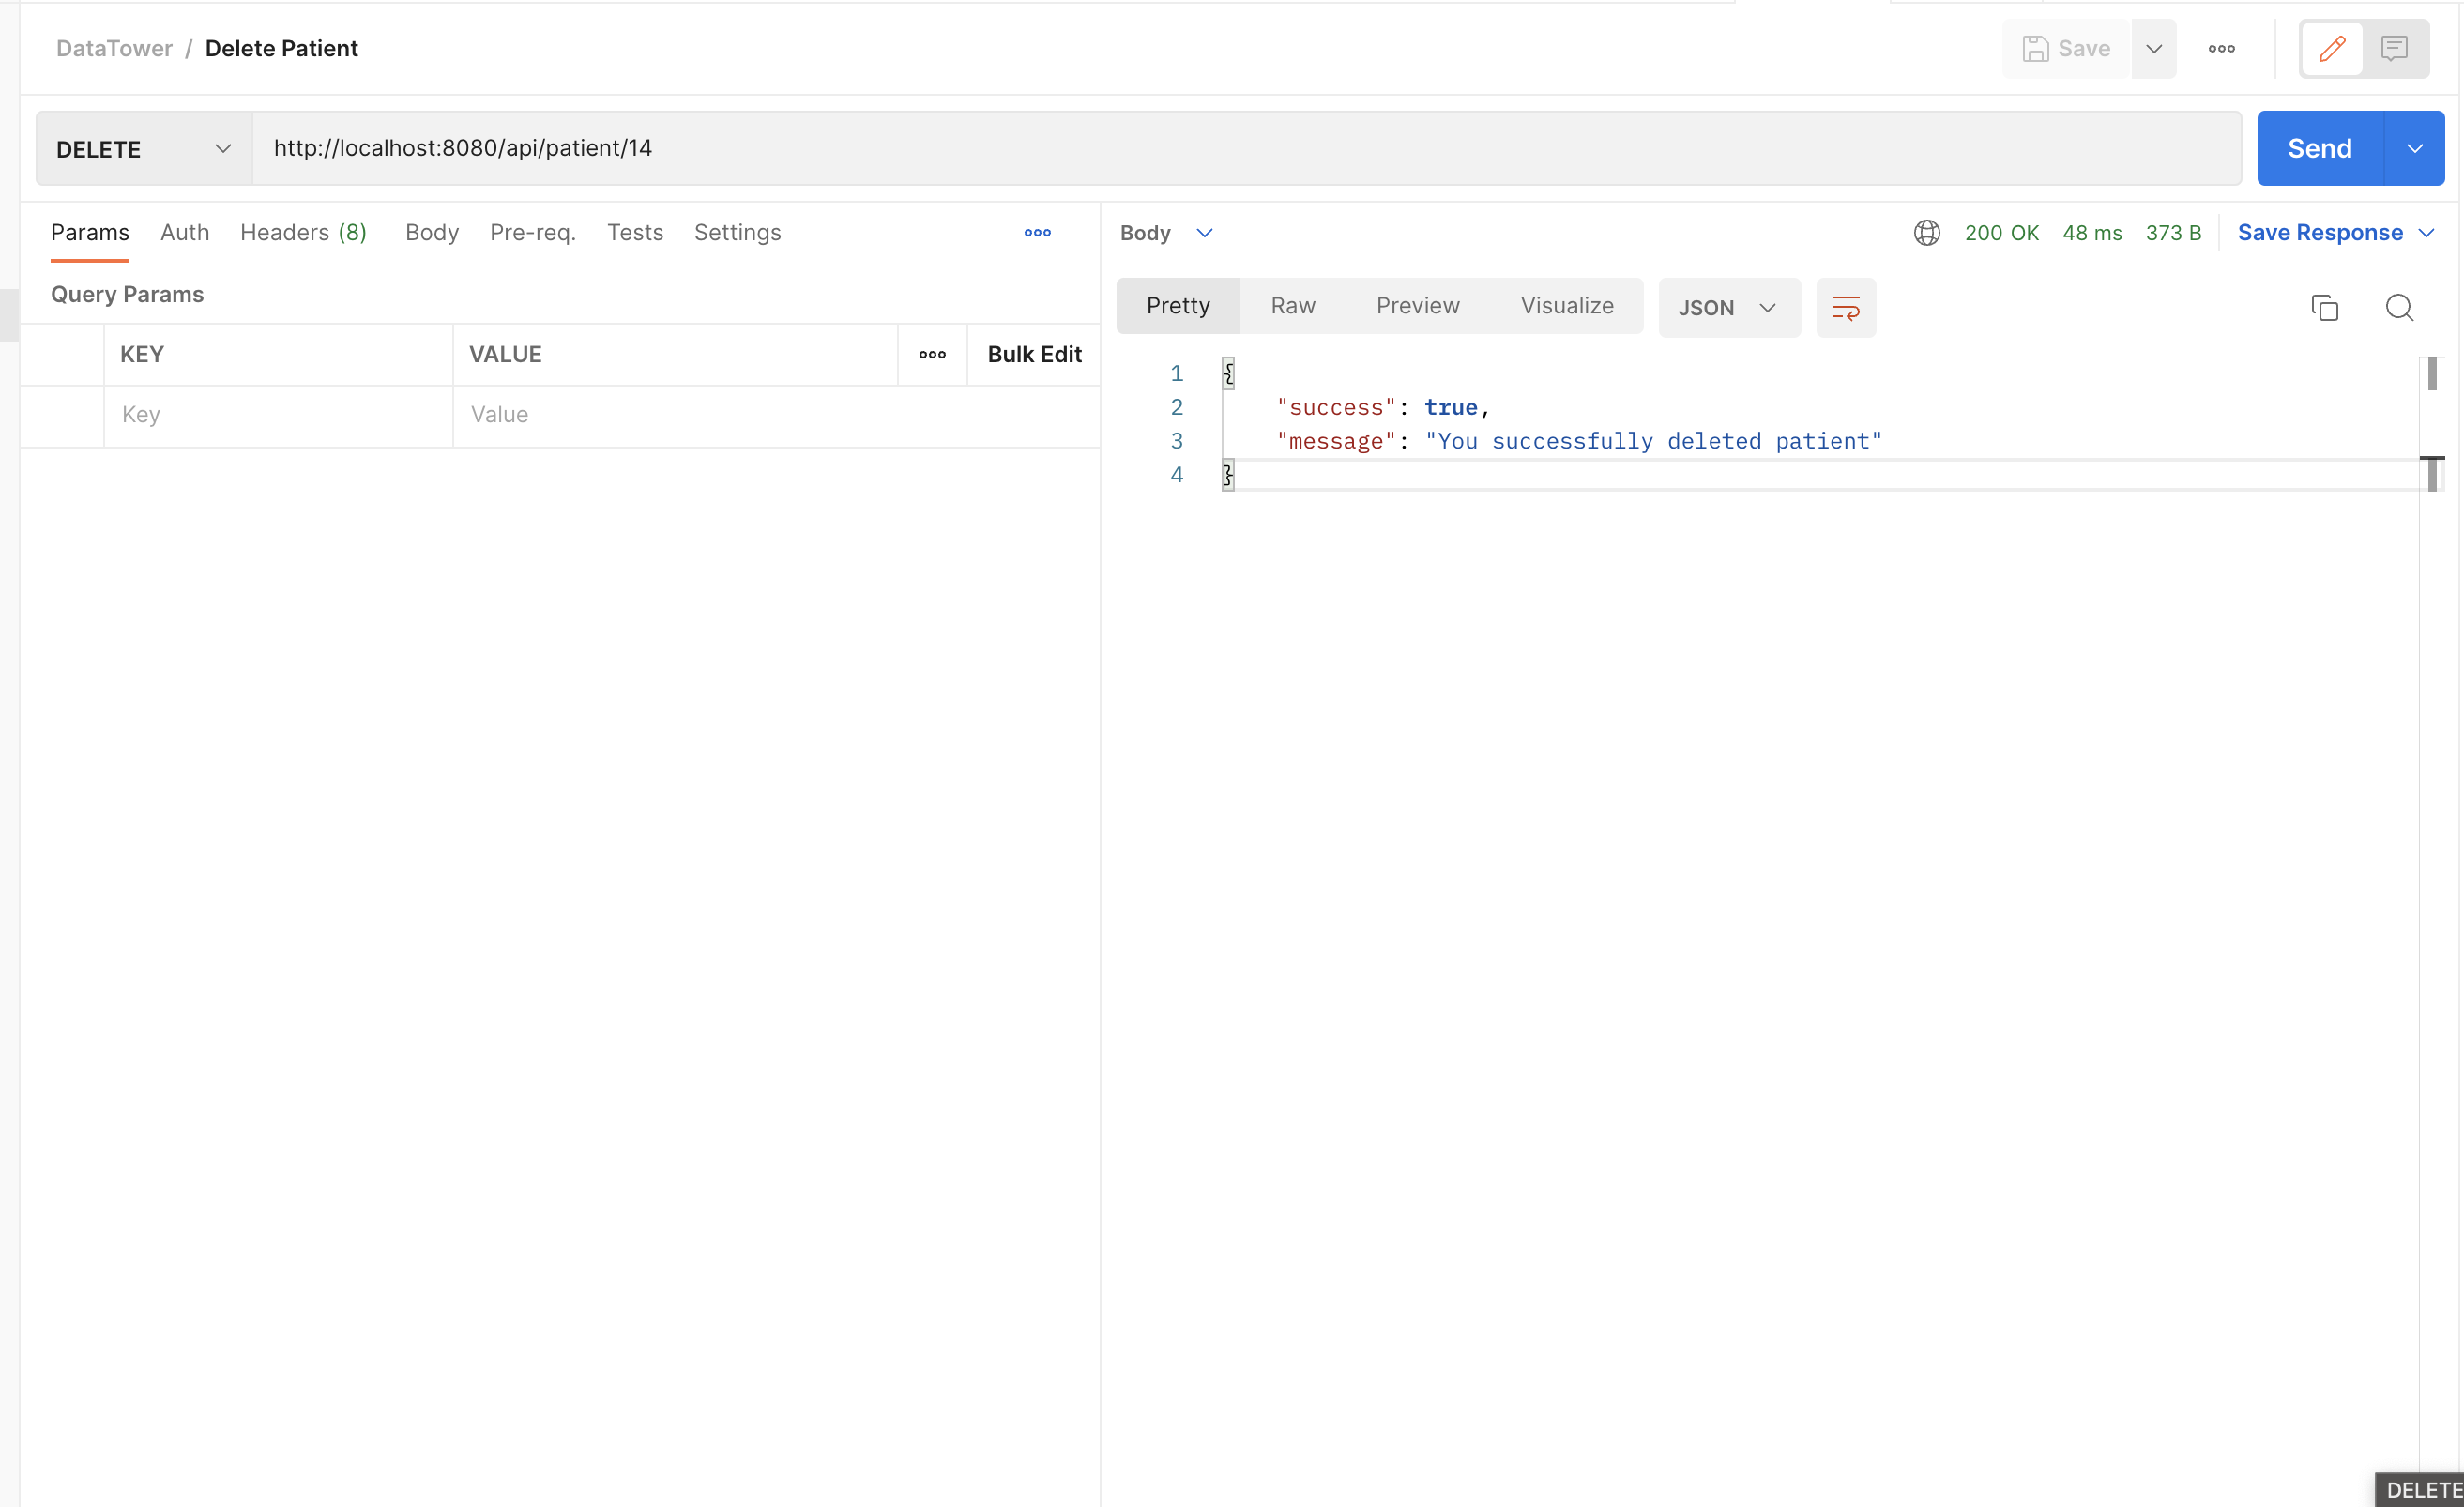 DataTower / Delete Patient
Save
DELETE http://localhost:8080/api/patient/14 Send
Params Auth Headers (8) Body Pre-req. Tests Settings
Query Params
KEY VALUE Bulk Edit
Key Value
Body 200 OK 48 ms 373 B Save Response
Pretty Raw Preview Visualize JSON
1 {
2 "success": true,
3 "message": "You successfully deleted patient"
4 }
DELETE